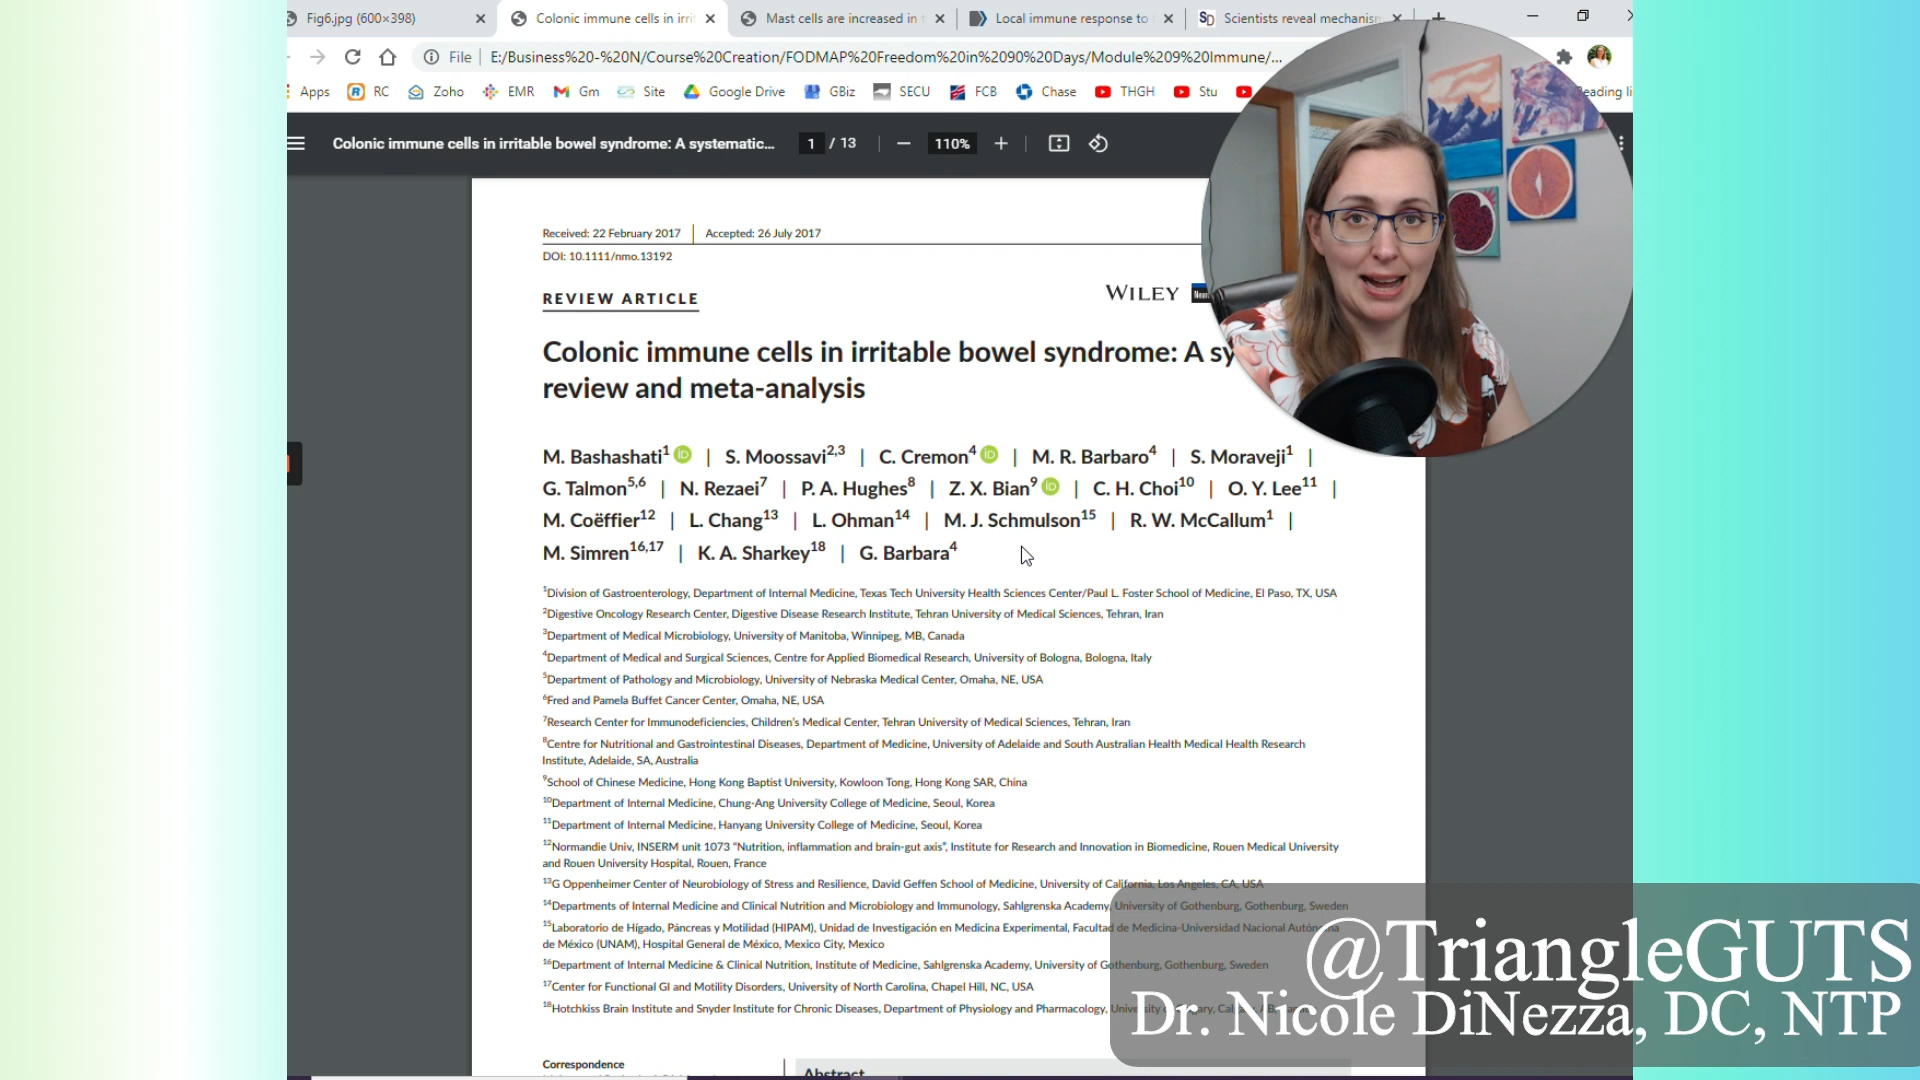 Fig6.jpg (600×398)
Colonic immune cells in irri
Mast cells are increased in t
Local immune response to
SD Scientists reveal mechanism
File E:/Business%20-%20N/Course%20Creation/FODMAP%20Freedom%20in%2090%20Days/Module%209%20Immune/...
Apps RC Zoho EMR Gm Site Google Drive GBiz SECU FCB Chase THGH Stu eading li
Colonic immune cells in irritable bowel syndrome: A systematic... 1 / 13 110%
Received: 22 February 2017 Accepted: 26 July 2017
DOI: 10.1111/nmo.13192
REVIEW ARTICLE
WILEY
Colonic immune cells in irritable bowel syndrome: A sy
review and meta-analysis
M. Bashashati1 iD | S. Moossavi2,3 | C. Cremon4 iD | M. R. Barbaro4 | S. Moraveji1 |
G. Talmon5,6 | N. Rezaei7 | P. A. Hughes8 | Z. X. Bian9 iD | C. H. Choi10 | O. Y. Lee11 |
M. Coëffier12 | L. Chang13 | L. Ohman14 | M. J. Schmulson15 | R. W. McCallum1 |
M. Simren16,17 | K. A. Sharkey18 | G. Barbara4
1Division of Gastroenterology, Department of Internal Medicine, Texas Tech University Health Sciences Center/Paul L. Foster School of Medicine, El Paso, TX, USA
2Digestive Oncology Research Center, Digestive Disease Research Institute, Tehran University of Medical Sciences, Tehran, Iran
3Department of Medical Microbiology, University of Manitoba, Winnipeg, MB, Canada
4Department of Medical and Surgical Sciences, Centre for Applied Biomedical Research, University of Bologna, Bologna, Italy
5Department of Pathology and Microbiology, University of Nebraska Medical Center, Omaha, NE, USA
6Fred and Pamela Buffet Cancer Center, Omaha, NE, USA
7Research Center for Immunodeficiencies, Children's Medical Center, Tehran University of Medical Sciences, Tehran, Iran
8Centre for Nutritional and Gastrointestinal Diseases, Department of Medicine, University of Adelaide and South Australian Health Medical Health Research
Institute, Adelaide, SA, Australia
9School of Chinese Medicine, Hong Kong Baptist University, Kowloon Tong, Hong Kong SAR, China
10Department of Internal Medicine, Chung-Ang University College of Medicine, Seoul, Korea
11Department of Internal Medicine, Hanyang University College of Medicine, Seoul, Korea
12Normandie Univ, INSERM unit 1073 "Nutrition, inflammation and brain-gut axis", Institute for Research and Innovation in Biomedicine, Rouen Medical University
and Rouen University Hospital, Rouen, France
13G Oppenheimer Center of Neurobiology of Stress and Resilience, David Geffen School of Medicine, University of California, Los Angeles, CA, USA
14Departments of Internal Medicine and Clinical Nutrition and Microbiology and Immunology, Sahlgrenska Academy, University of Gothenburg, Gothenburg, Sweden
15Laboratorio de Hígado, Páncreas y Motilidad (HIPAM), Unidad de Investigación en Medicina Experimental, Facultad de Medicina-Universidad Nacional Autónoma
de México (UNAM), Hospital General de México, Mexico City, Mexico
16Department of Internal Medicine & Clinical Nutrition, Institute of Medicine, Sahlgrenska Academy, University of Gothenburg, Gothenburg, Sweden
17Center for Functional GI and Motility Disorders, University of North Carolina, Chapel Hill, NC, USA
18Hotchkiss Brain Institute and Snyder Institute for Chronic Diseases, Department of Physiology and Pharmacology,
Correspondence
Abstract
@TriangleGUTS
Dr. Nicole DiNezza, DC, NTP